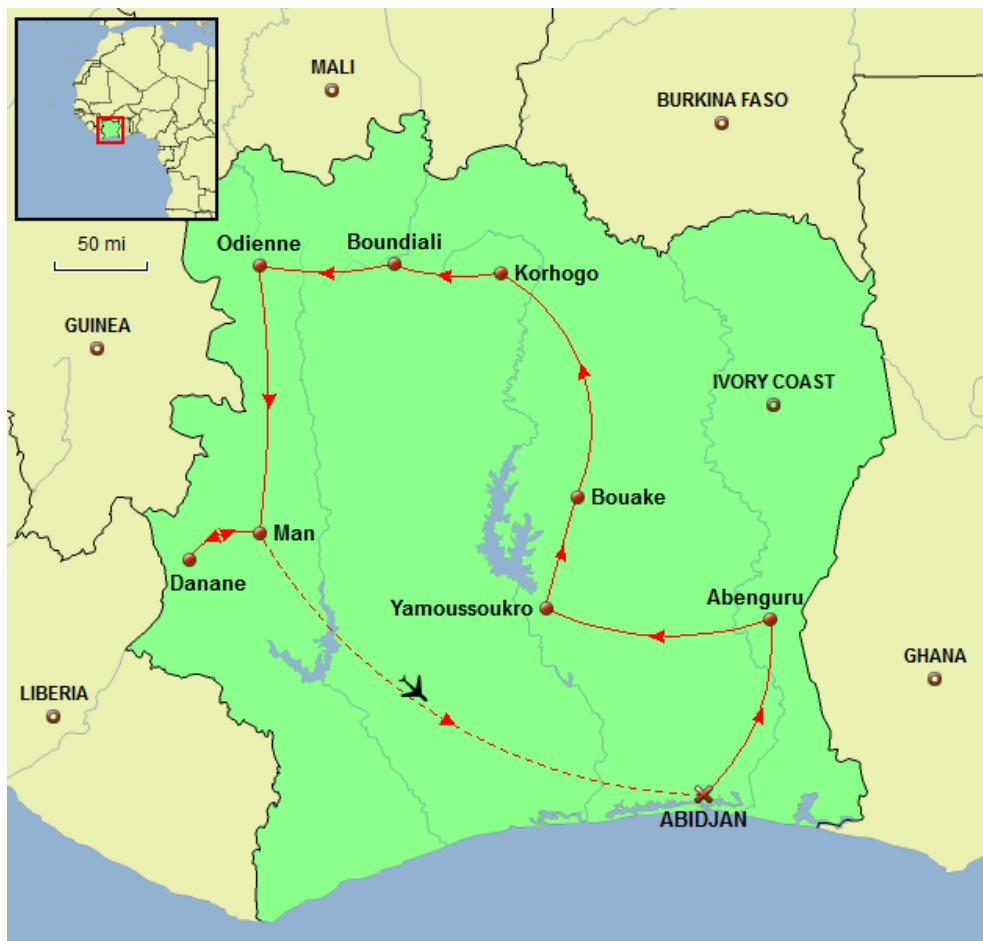 MALI
BURKINA FASO
50 mi
Odienne
Boundiali
Korhogo
GUINEA
IVORY COAST
Bouake
Man
Danane
Yamoussoukro
Abenguru
GHANA
LIBERIA
ABIDJAN